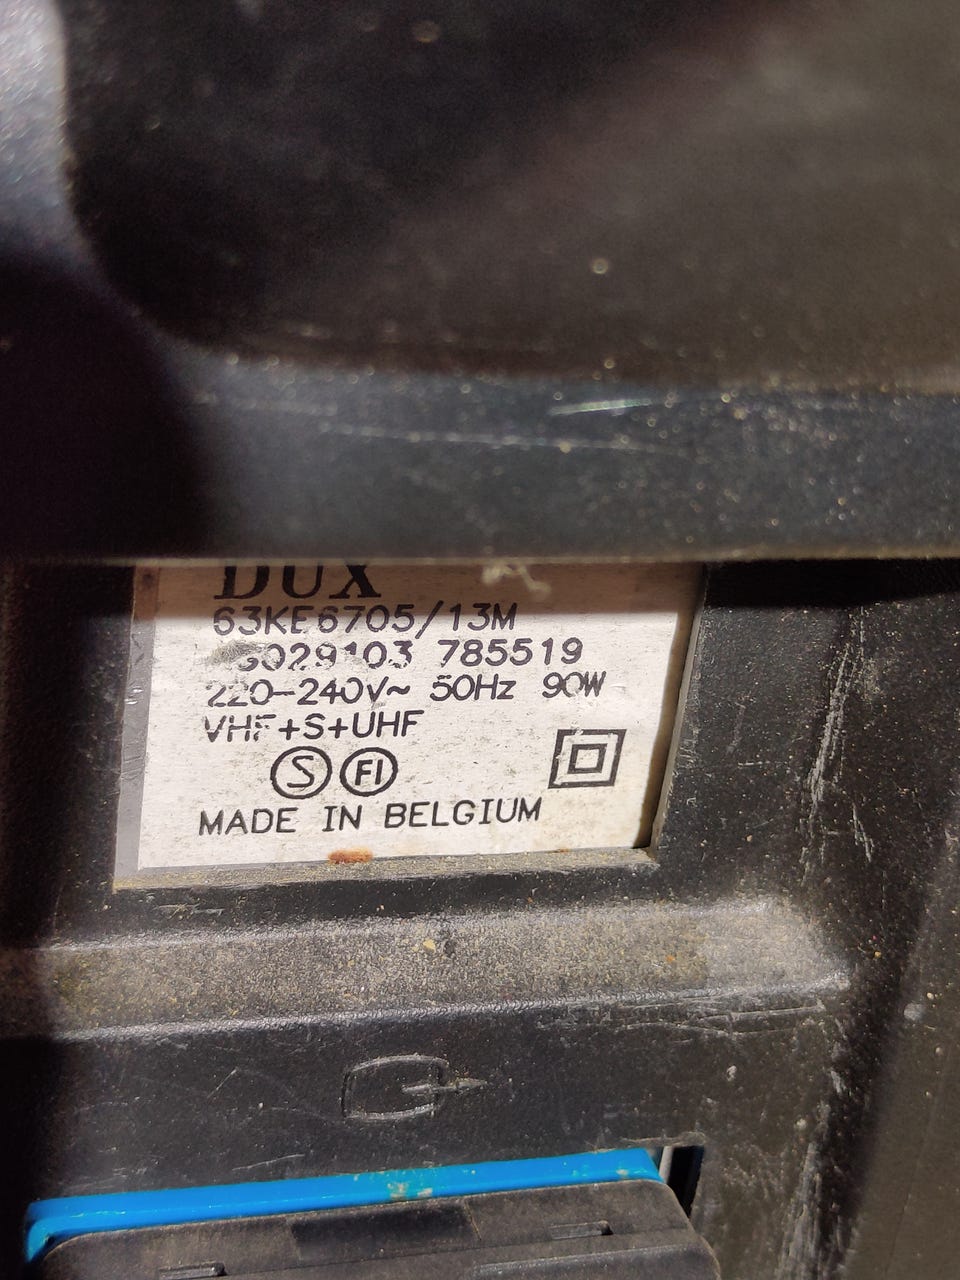 DUX
63KE6705/13M
785519
220-240V~ 50Hz 90W
VHF+S+UHF
S FI
MADE IN BELGIUM